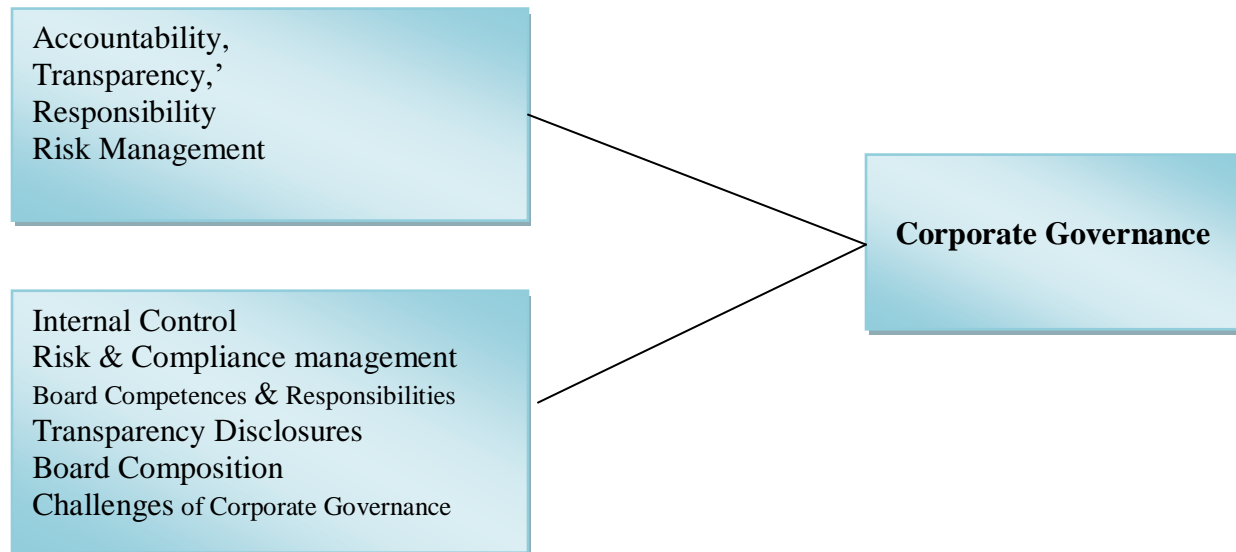 Accountability,
Transparency,’
Responsibility
Risk Management
Corporate Governance
Internal Control
Risk & Compliance management
Board Competences & Responsibilities
Transparency Disclosures
Board Composition
Challenges of Corporate Governance